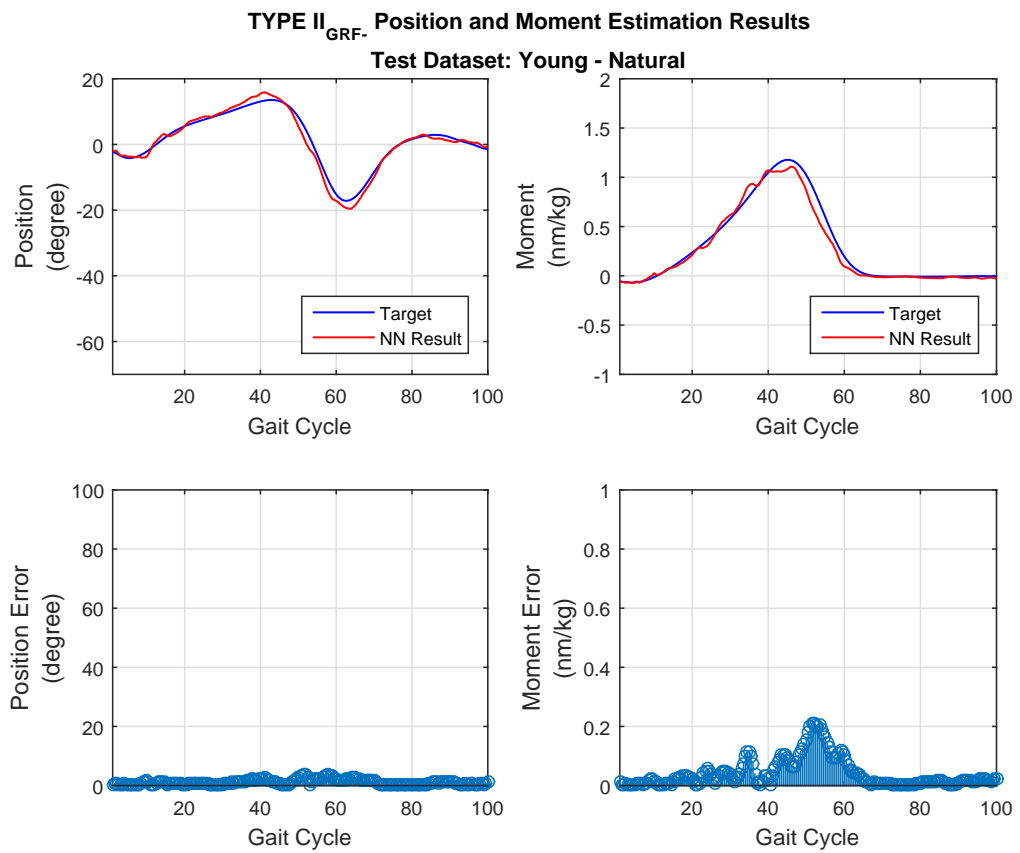 TYPE II_GRF- Position and Moment Estimation Results
Test Dataset: Young - Natural
20
0
-20
-40
-60
Position
(degree)
20
40
60
80
100
Gait Cycle
Target
NN Result
2
1.5
1
0.5
0
-0.5
-1
Moment
(nm/kg)
20
40
60
80
100
Gait Cycle
Target
NN Result
100
80
60
40
20
0
Position Error
(degree)
20
40
60
80
100
Gait Cycle
1
0.8
0.6
0.4
0.2
0
Moment Error
(nm/kg)
20
40
60
80
100
Gait Cycle